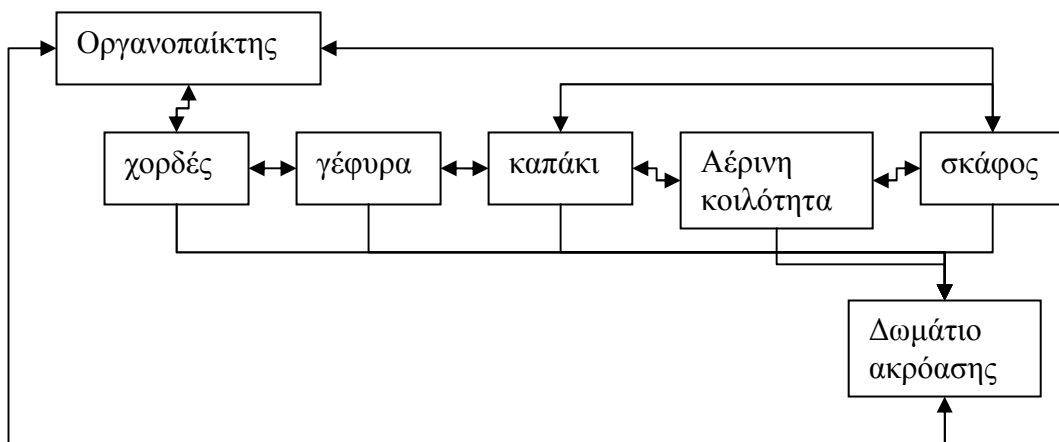 Οργανοπαίκτης
χορδές
γέφυρα
καπάκι
Αέρινη
κοιλότητα
σκάφος
Δωμάτιο
ακρόασης